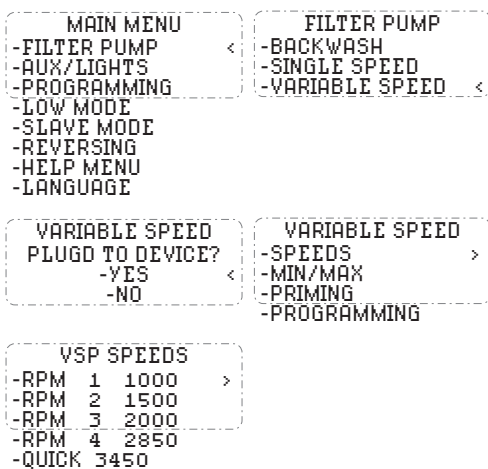 MAIN MENU
-FILTER PUMP <
-AUX/LIGHTS
-PROGRAMMING
-LOW MODE
-SLAVE MODE
-REVERSING
-HELP MENU
-LANGUAGE
FILTER PUMP
-BACKWASH
-SINGLE SPEED
-VARIABLE SPEED <
VARIABLE SPEED
PLUGD TO DEVICE?
-YES <
-NO
VARIABLE SPEED
-SPEEDS >
-MIN/MAX
-PRIMING
-PROGRAMMING
VSP SPEEDS
-RPM 1 1000 >
-RPM 2 1500
-RPM 3 2000
-RPM 4 2850
-QUICK 3450